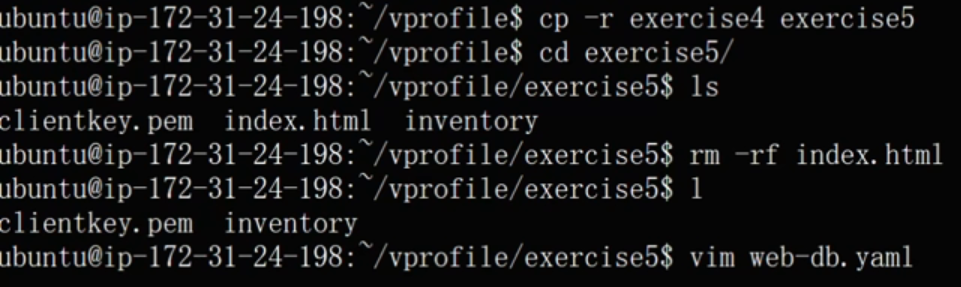 ubuntu@ip-172-31-24-198:~/vprofile$ cp -r exercise4 exercise5
ubuntu@ip-172-31-24-198:~/vprofile$ cd exercise5/
ubuntu@ip-172-31-24-198:~/vprofile/exercise5$ ls
clientkey.pem  index.html  inventory
ubuntu@ip-172-31-24-198:~/vprofile/exercise5$ rm -rf index.html
ubuntu@ip-172-31-24-198:~/vprofile/exercise5$ l
clientkey.pem  inventory
ubuntu@ip-172-31-24-198:~/vprofile/exercise5$ vim web-db.yaml